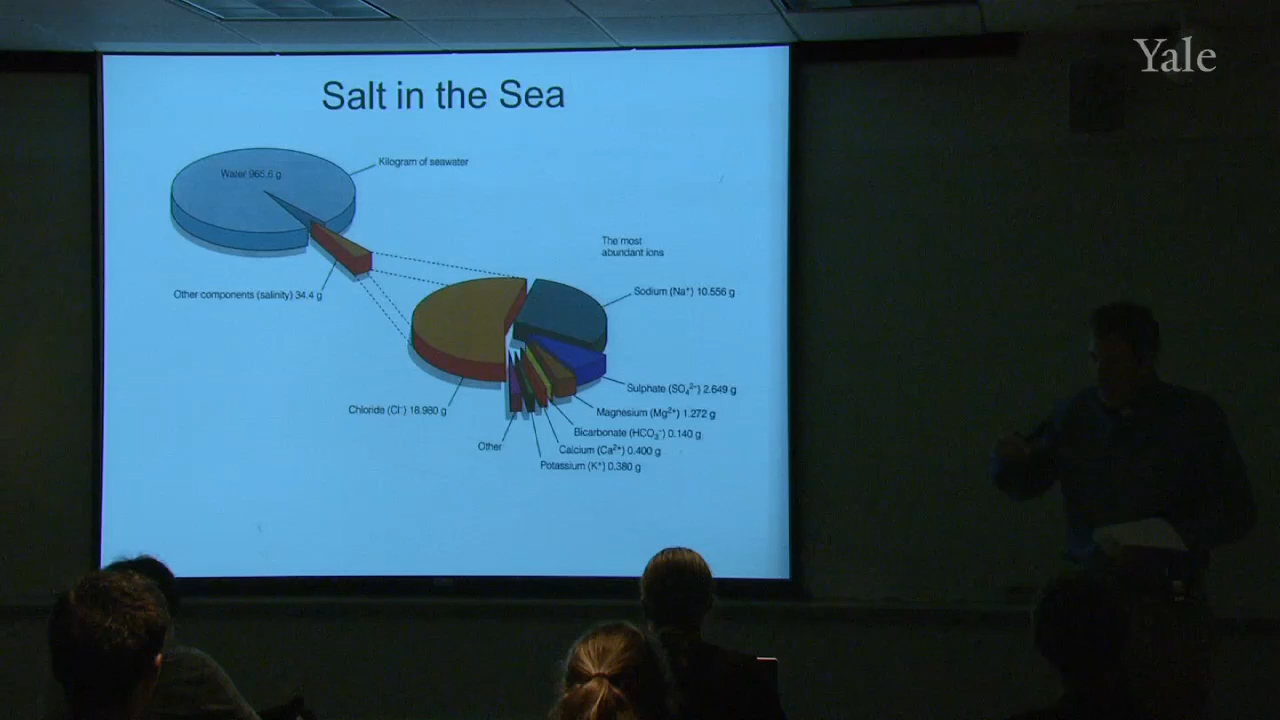 Yale
Salt in the Sea
Water 965.6 g
Kilogram of seawater
Other components (salinity) 34.4 g
The most
abundant ions
Sodium (Na⁺) 10.556 g
Sulphate (SO₄²⁻) 2.649 g
Magnesium (Mg²⁺) 1.272 g
Bicarbonate (HCO₃⁻) 0.140 g
Calcium (Ca²⁺) 0.400 g
Potassium (K⁺) 0.380 g
Other
Chloride (Cl⁻) 18.980 g